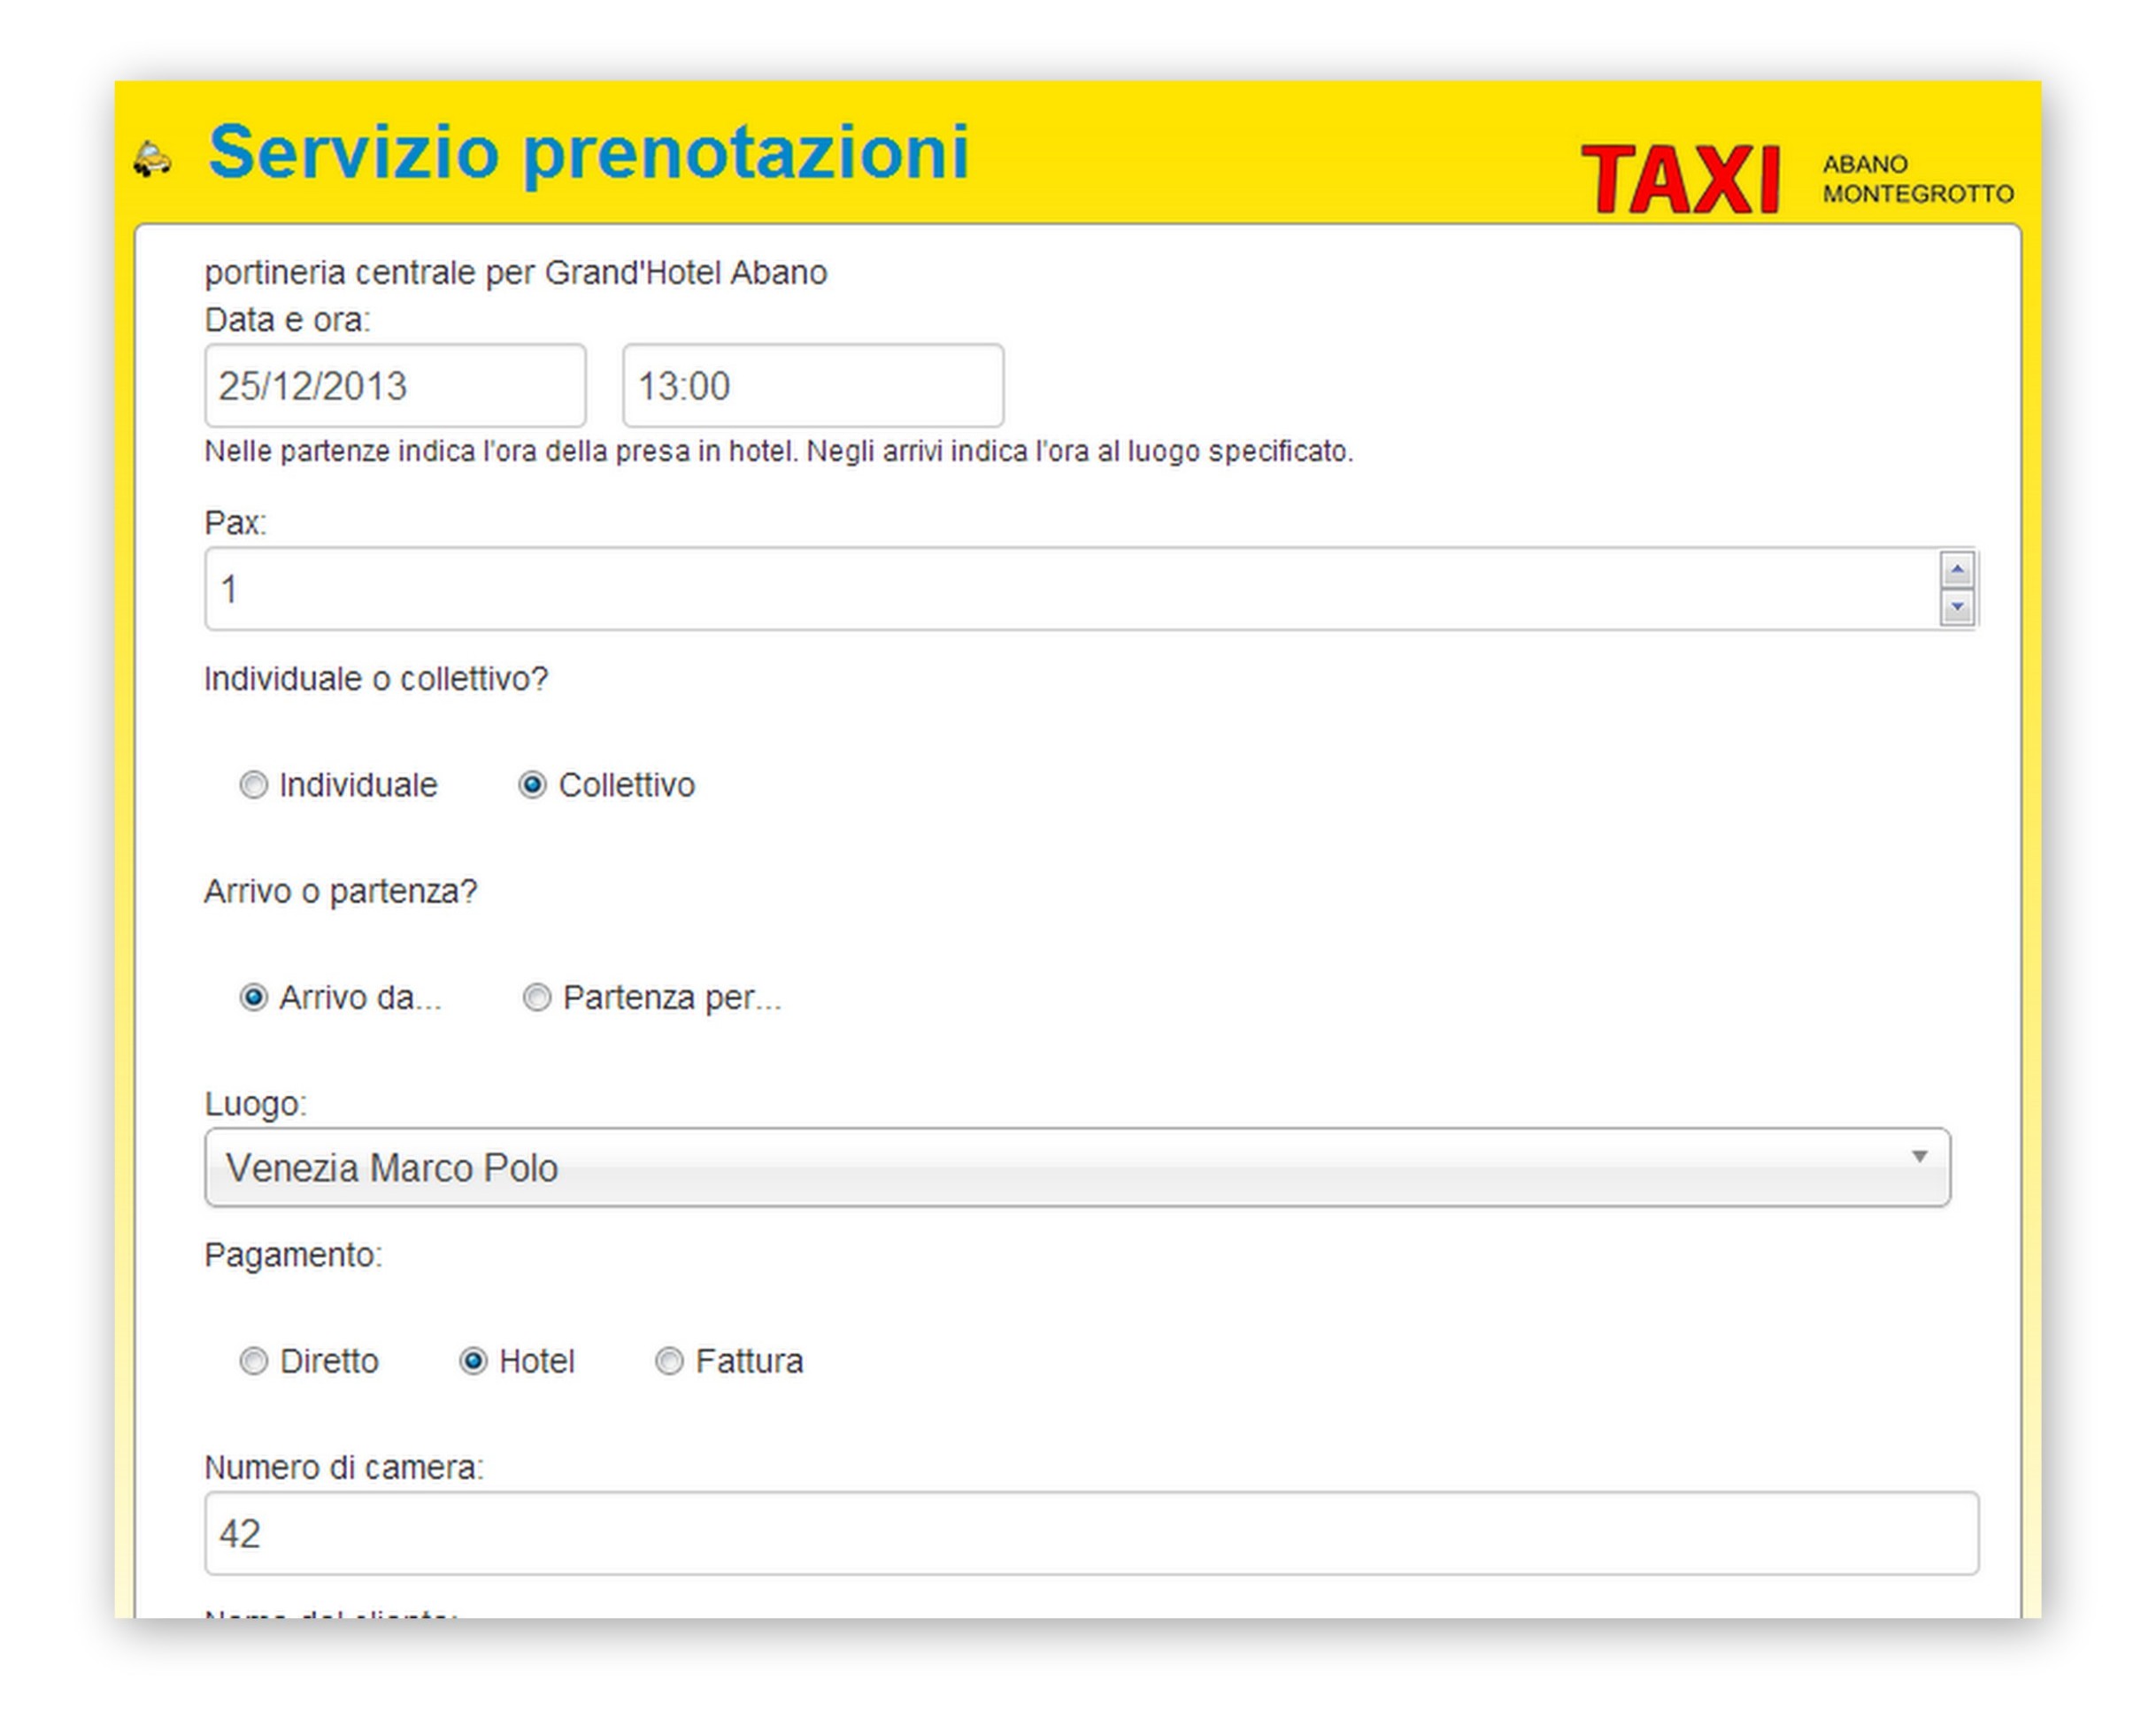 Servizio prenotazioni
TAXI
ABANO
MONTEGROTTO
portineria centrale per Grand'Hotel Abano
Data e ora:
25/12/2013 13:00
Nelle partenze indica l'ora della presa in hotel. Negli arrivi indica l'ora al luogo specificato.
Pax:
1
Individuale o collettivo?
Individuale Collettivo
Arrivo o partenza?
Arrivo da... Partenza per...
Luogo:
Venezia Marco Polo
Pagamento:
Diretto Hotel Fattura
Numero di camera:
42